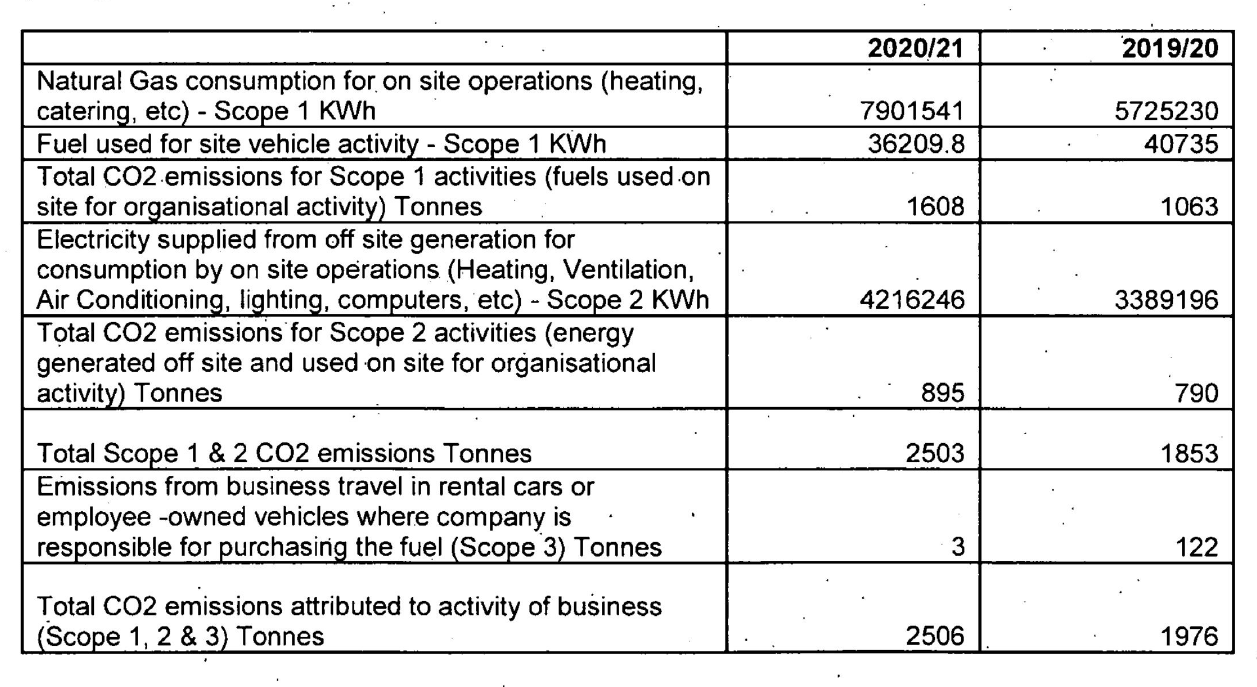 2020/21 2019/20
Natural Gas consumption for on site operations (heating,
catering, etc) - Scope 1 KWh 7901541 5725230
Fuel used for site vehicle activity - Scope 1 KWh 36209.8 40735
Total CO2 emissions for Scope 1 activities (fuels used on
site for organisational activity) Tonnes 1608 1063
Electricity supplied from off site generation for
consumption by on site operations (Heating, Ventilation,
Air Conditioning, lighting, computers, etc) - Scope 2 KWh 4216246 3389196
Total CO2 emissions for Scope 2 activities (energy
generated off site and used on site for organisational
activity) Tonnes 895 790
Total Scope 1 & 2 CO2 emissions Tonnes 2503 1853
Emissions from business travel in rental cars or
employee -owned vehicles where company is
responsible for purchasing the fuel (Scope 3) Tonnes 3 122
Total CO2 emissions attributed to activity of business
(Scope 1, 2 & 3) Tonnes 2506 1976